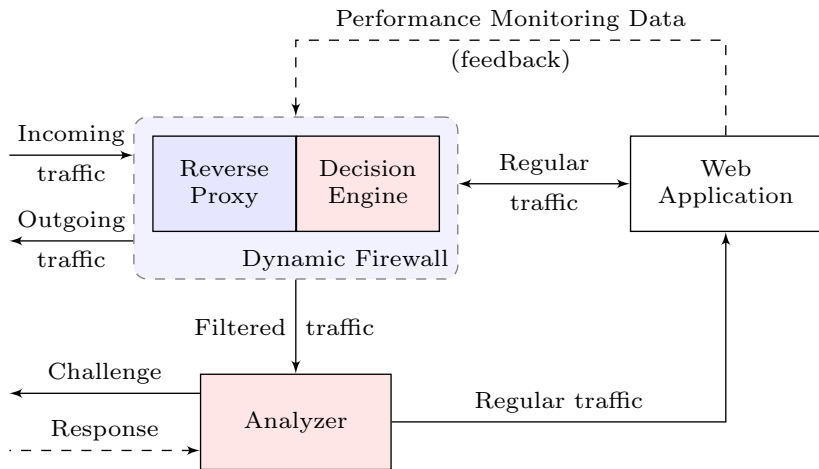 Performance Monitoring Data
(feedback)
Incoming
traffic
Reverse
Proxy
Decision
Engine
Regular
traffic
Web
Application
Outgoing
traffic
Dynamic Firewall
Filtered traffic
Challenge
Analyzer
Regular traffic
Response